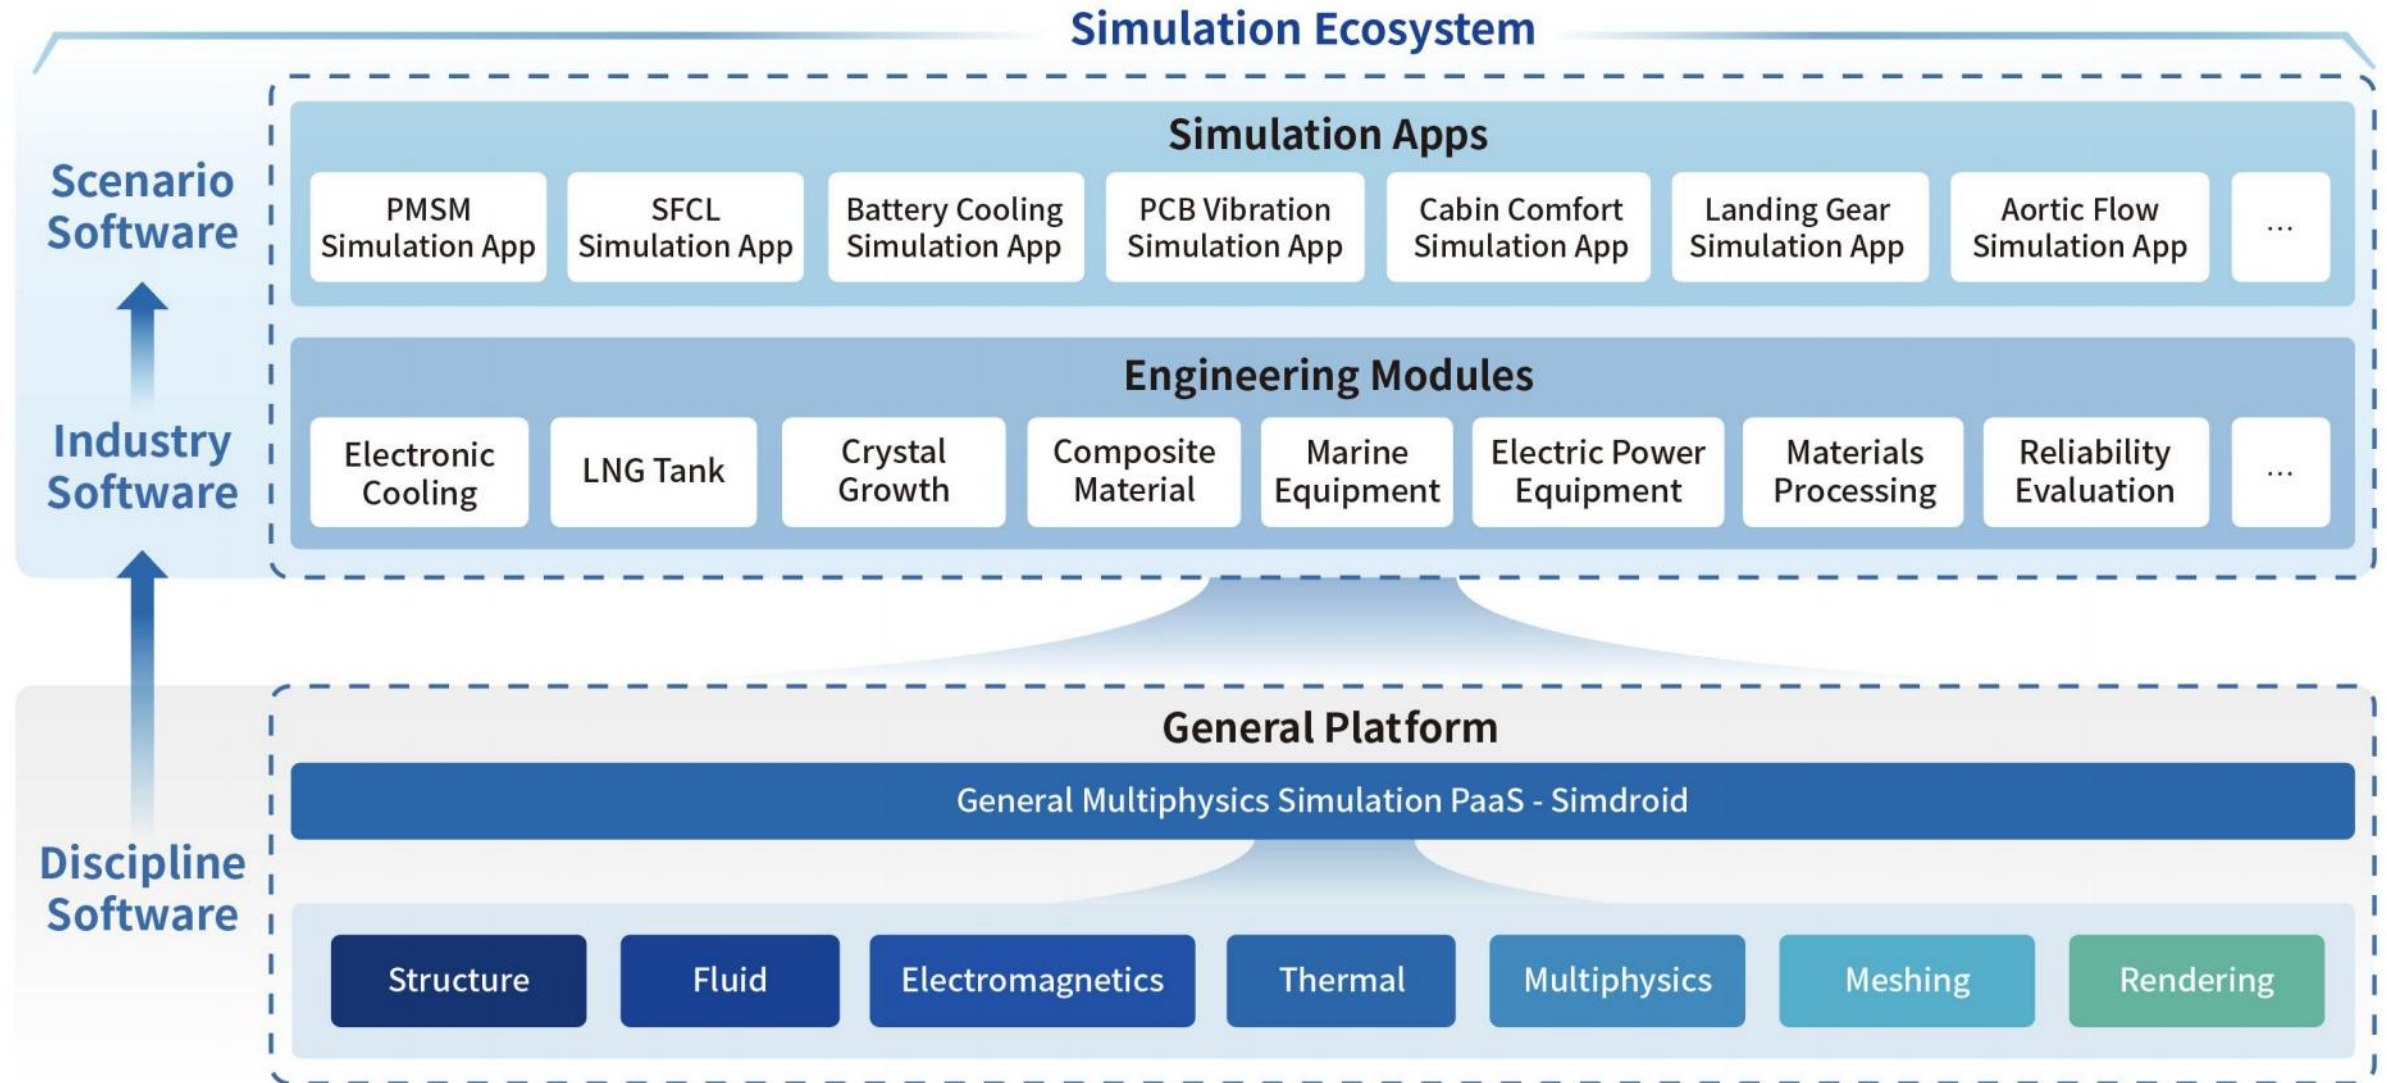 Simulation Ecosystem
Scenario
Software
Simulation Apps
PMSM
Simulation App
SFCL
Simulation App
Battery Cooling
Simulation App
PCB Vibration
Simulation App
Cabin Comfort
Simulation App
Landing Gear
Simulation App
Aortic Flow
Simulation App
...
Industry
Software
Engineering Modules
Electronic
Cooling
LNG Tank
Crystal
Growth
Composite
Material
Marine
Equipment
Electric Power
Equipment
Materials
Processing
Reliability
Evaluation
...
Discipline
Software
General Platform
General Multiphysics Simulation PaaS - Simdroid
Structure
Fluid
Electromagnetics
Thermal
Multiphysics
Meshing
Rendering